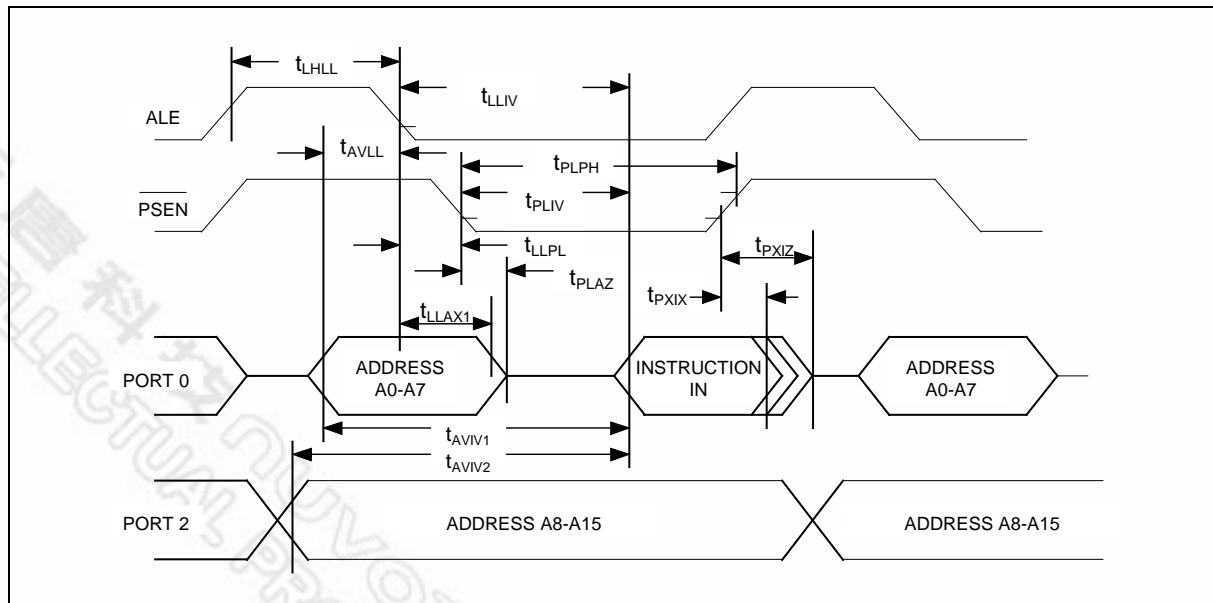 tLHLL
tLLIV
ALE
tAVLL
tPLPH
PSEN
tPLIV
tLLPL
tPXIZ
tPLAZ
tPXIX
tLLAX1
PORT 0
ADDRESS
A0-A7
INSTRUCTION
IN
ADDRESS
A0-A7
tAVIV1
tAVIV2
PORT 2
ADDRESS A8-A15
ADDRESS A8-A15